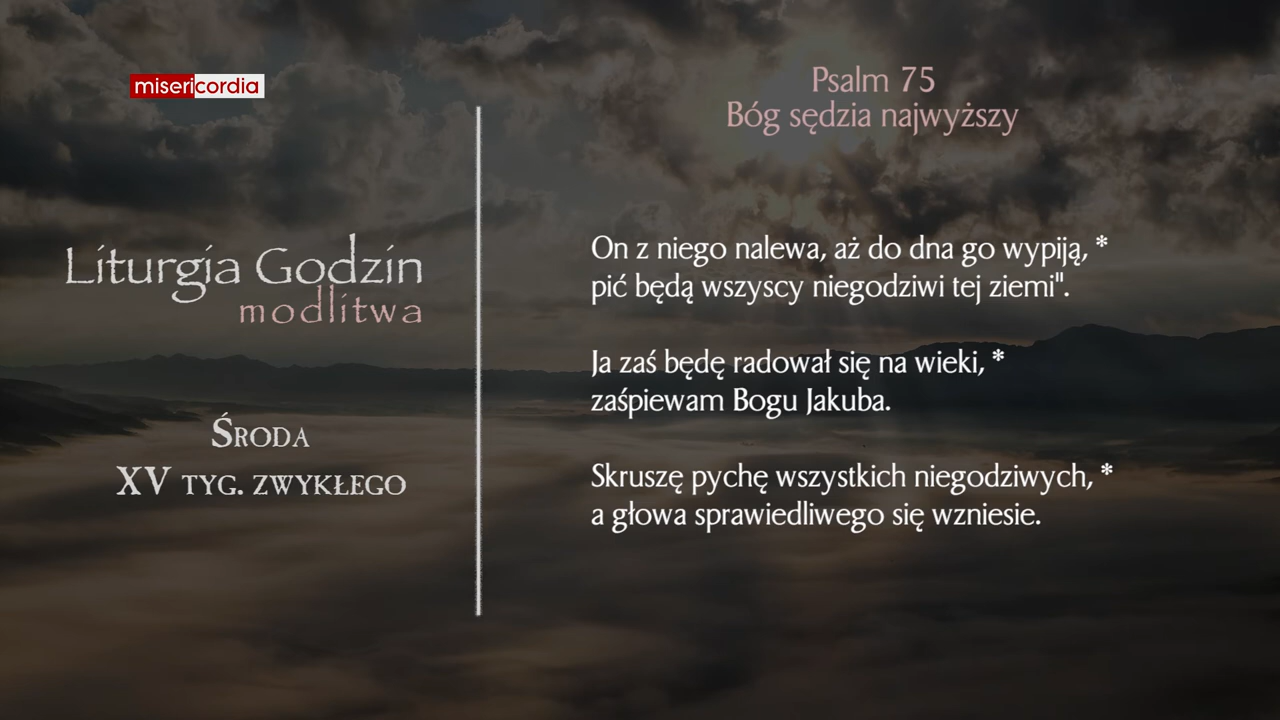 misericordia
Liturgia Godzin
modlitwa
Środa
XV tyg. zwykłego
Psalm 75
Bóg sędzia najwyższy
On z niego nalewa, aż do dna go wypiją, *
pić będą wszyscy niegodziwi tej ziemi".
Ja zaś będę radował się na wieki, *
zaśpiewam Bogu Jakuba.
Skruszę pychę wszystkich niegodziwych, *
a głowa sprawiedliwego się wzniesie.